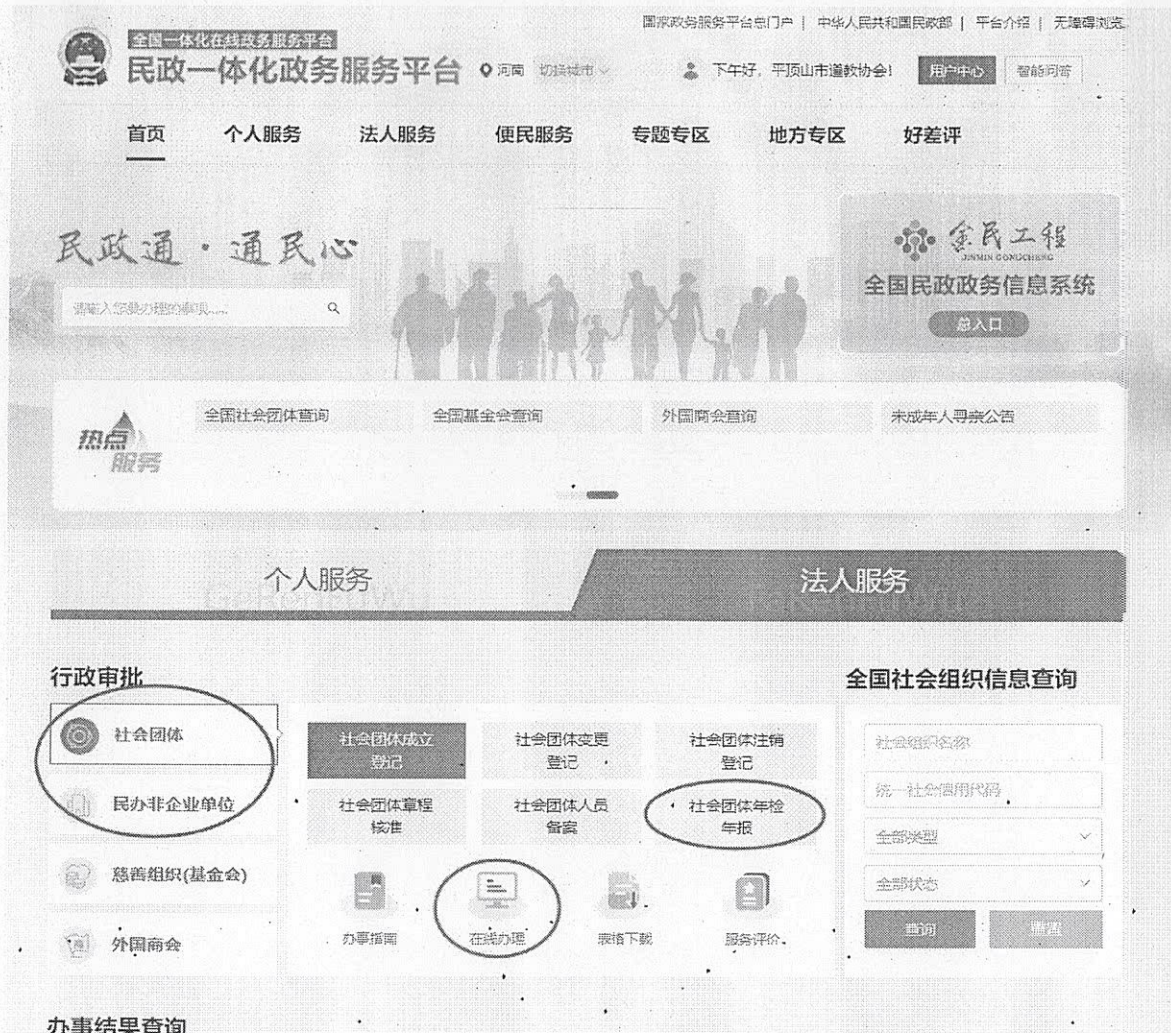 国家政务服务平台总门户 | 中华人民共和国民政部 | 平台介绍 | 无障碍浏览
全国一体化在线政务服务平台
民政一体化政务服务平台
河南 切换城市
下午好，平顶山市道教协会！
用户中心
智能问答
首页 个人服务 法人服务 便民服务 专题专区 地方专区 好差评
民政通·通民心
请输入您要办理的事项......
金民工程
JINMIN GONGCHENG
全国民政政务信息系统
总入口
热点
服务
全国社会团体查询 全国基金会查询 外国商会查询 未成年人寻亲公告
个人服务
法人服务
行政审批
社会团体
民办非企业单位
慈善组织(基金会)
外国商会
社会团体成立
登记
社会团体变更
登记
社会团体注销
登记
社会团体章程
核准
社会团体人员
备案
社会团体年检
年报
办事指南 在线办理 表格下载 服务评价
全国社会组织信息查询
社会组织名称
统一社会信用代码
全部类型
全部状态
查询 重置
办事结果查询